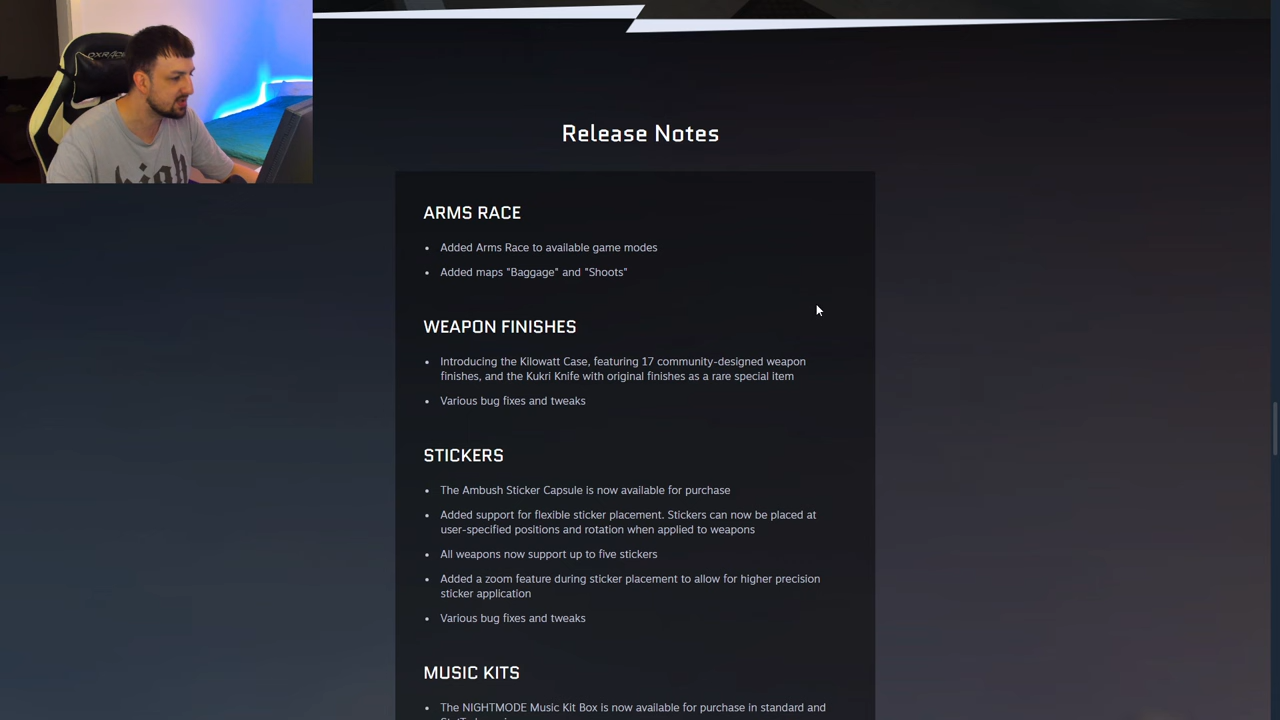 DXRACER
high
Release Notes
ARMS RACE
• Added Arms Race to available game modes
• Added maps "Baggage" and "Shoots"
WEAPON FINISHES
• Introducing the Kilowatt Case, featuring 17 community-designed weapon
finishes, and the Kukri Knife with original finishes as a rare special item
• Various bug fixes and tweaks
STICKERS
• The Ambush Sticker Capsule is now available for purchase
• Added support for flexible sticker placement. Stickers can now be placed at
user-specified positions and rotation when applied to weapons
• All weapons now support up to five stickers
• Added a zoom feature during sticker placement to allow for higher precision
sticker application
• Various bug fixes and tweaks
MUSIC KITS
• The NIGHTMODE Music Kit Box is now available for purchase in standard and